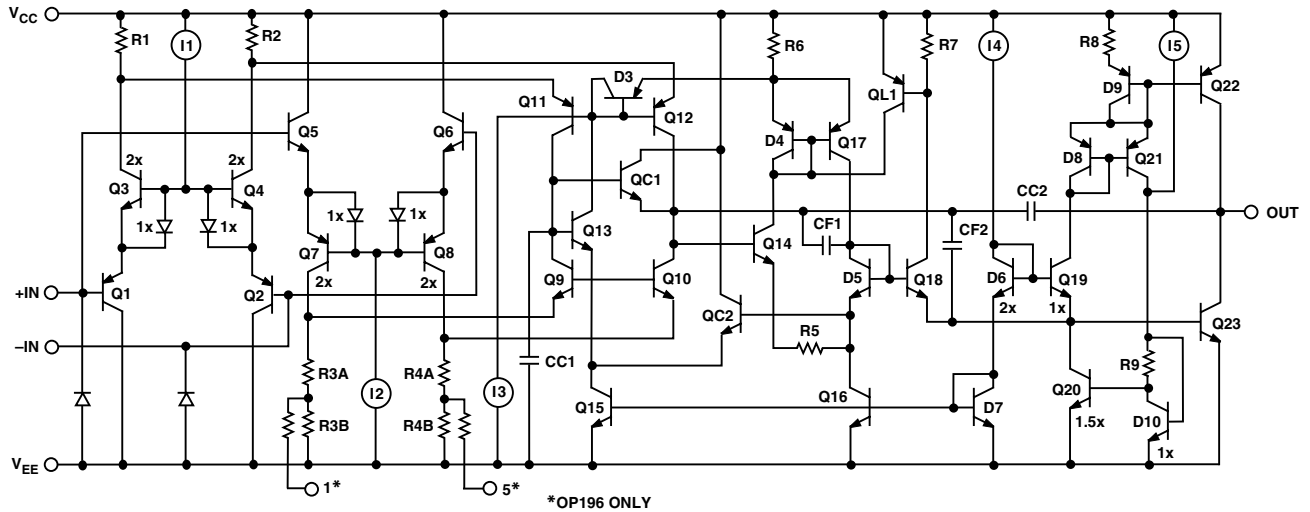 VCC
R1
I1
R2
R6
R7
I4
R8
I5
D3
Q11
Q12
QL1
D9
Q22
Q5
Q6
D4
Q17
D8
Q21
2x
2x
Q3
Q4
QC1
CC2
1x
1x
1x
1x
OUT
CF1
CF2
Q13
Q14
Q7
Q8
D5
Q18
D6
Q19
2x
2x
Q9
Q10
+IN
Q1
Q2
2x
1x
QC2
Q23
–IN
R5
CC1
R3A
R4A
R9
I2
I3
Q15
Q16
D7
Q20
R3B
R4B
1.5x
D10
1x
VEE
1*
5*
*OP196 ONLY